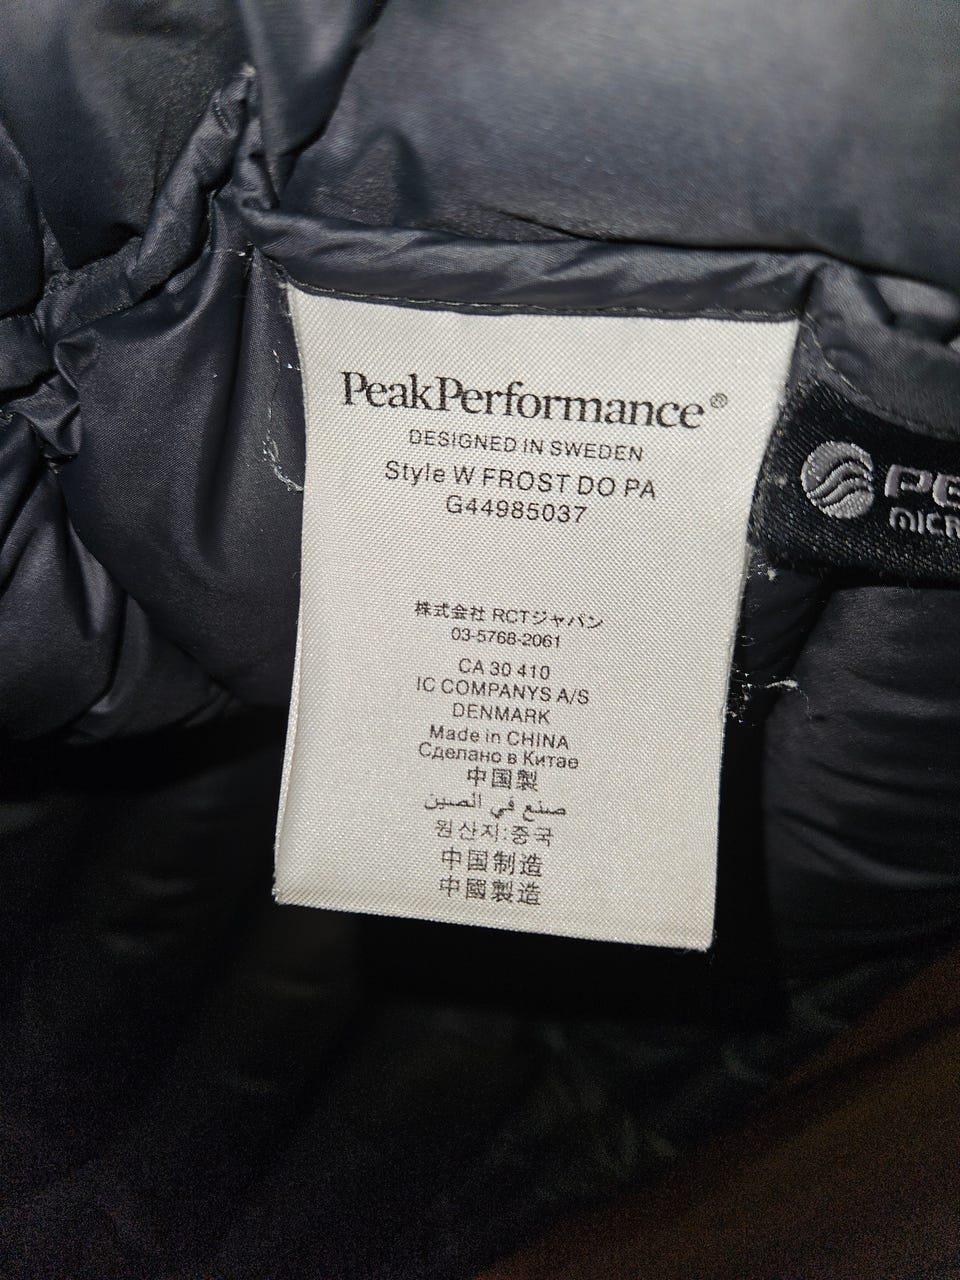 PeakPerformance®
DESIGNED IN SWEDEN
Style W FROST DO PA
G44985037
株式会社 RCTジャパン
03-5768-2061
CA 30 410
IC COMPANYS A/S
DENMARK
Made in CHINA
Сделано в Китае
中国製
صنع في الصين
원산지:중국
中国制造
中國製造